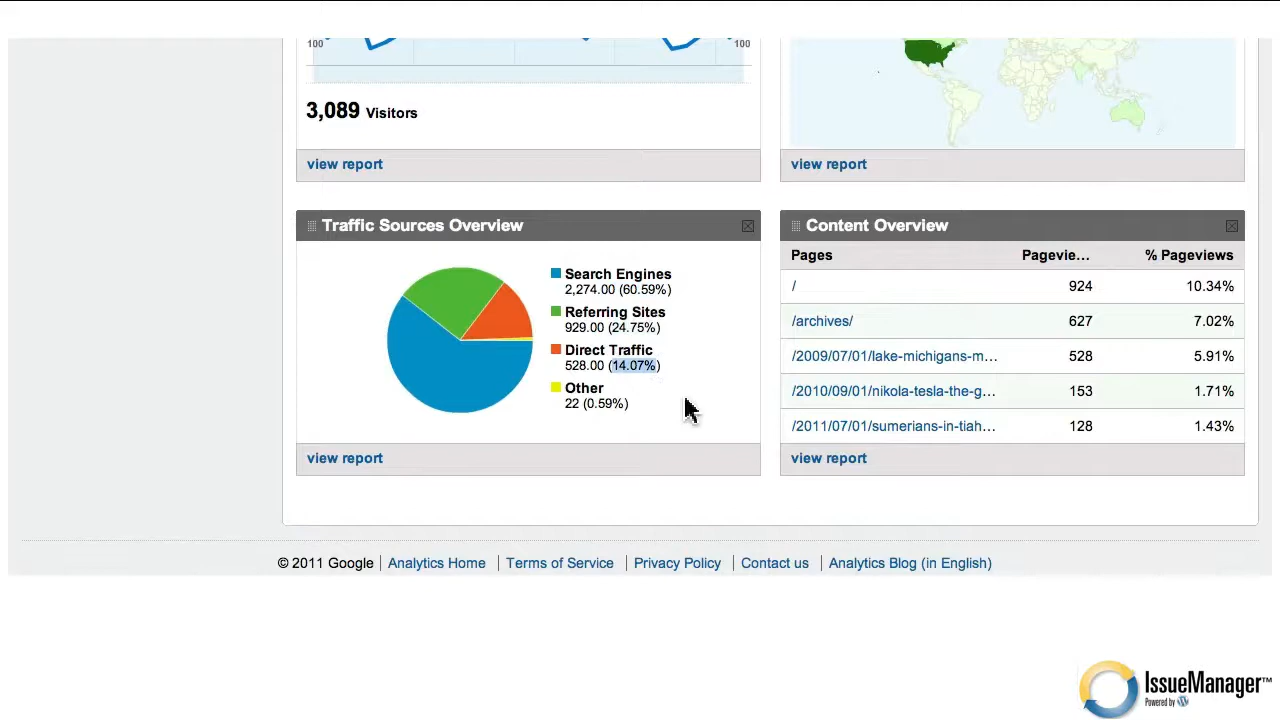 100
100
3,089 Visitors
view report
view report
Traffic Sources Overview
Search Engines
2,274.00 (60.59%)
Referring Sites
929.00 (24.75%)
Direct Traffic
528.00 (14.07%)
Other
22 (0.59%)
view report
Content Overview
Pages Pagevie... % Pageviews
/ 924 10.34%
/archives/ 627 7.02%
/2009/07/01/lake-michigans-m... 528 5.91%
/2010/09/01/nikola-tesla-the-g... 153 1.71%
/2011/07/01/sumerians-in-tiah... 128 1.43%
view report
© 2011 Google Analytics Home Terms of Service Privacy Policy Contact us Analytics Blog (in English)
IssueManager™
Powered by